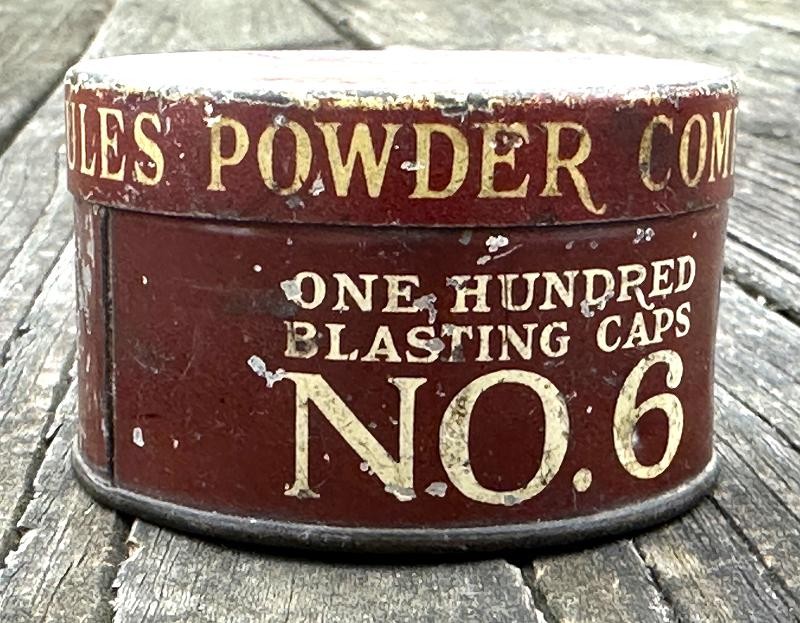 ULES POWDER COM
ONE HUNDRED
BLASTING CAPS
NO. 6